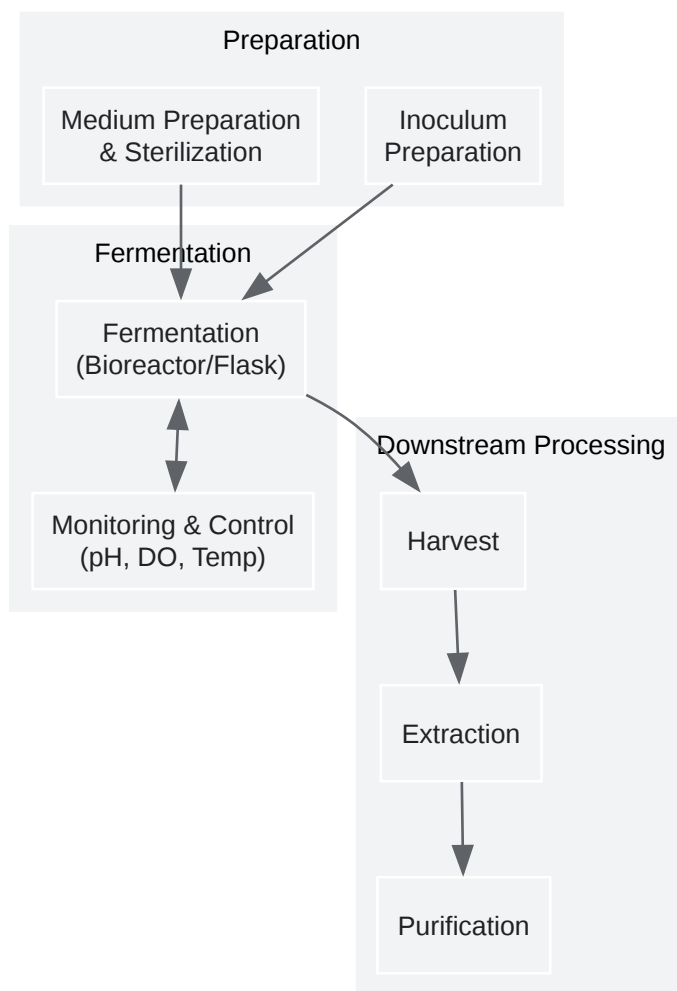 Preparation
Medium Preparation
& Sterilization
Inoculum
Preparation
Fermentation
Fermentation
(Bioreactor/Flask)
Monitoring & Control
(pH, DO, Temp)
Downstream Processing
Harvest
Extraction
Purification